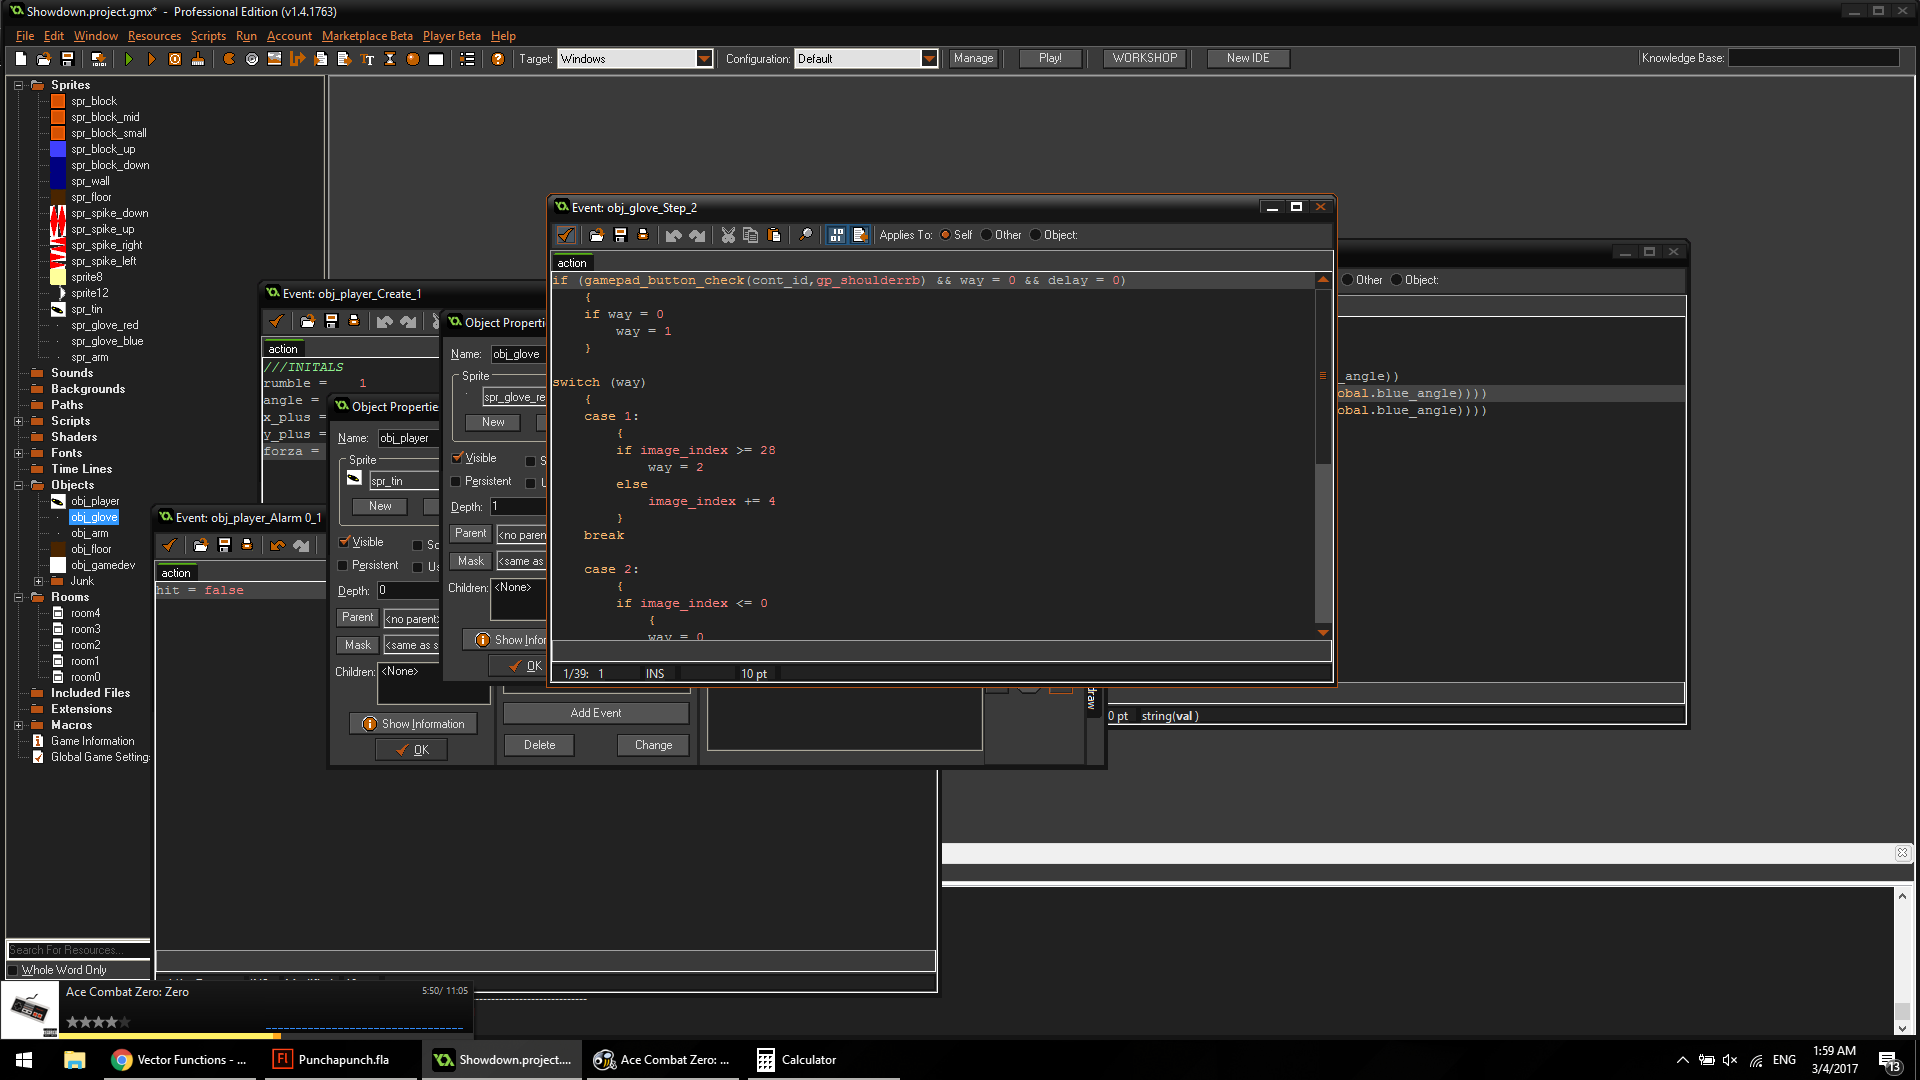 Showdown.project.gmx* - Professional Edition (v1.4.1763)
File Edit Window Resources Scripts Run Account Marketplace Beta Player Beta Help
Target: Windows Configuration: Default Manage Play! WORKSHOP New IDE Knowledge Base:
Sprites
spr_block
spr_block_mid
spr_block_small
spr_block_up
spr_block_down
spr_wall
spr_floor
spr_spike_down
spr_spike_up
spr_spike_right
spr_spike_left
sprite8
sprite12
spr_tin
spr_glove_red
spr_glove_blue
spr_arm
Sounds
Backgrounds
Paths
Scripts
Shaders
Fonts
Time Lines
Objects
obj_player
obj_glove
obj_arm
obj_floor
obj_gamedev
Junk
Rooms
room4
room3
room2
room1
room0
Included Files
Extensions
Macros
Game Information
Global Game Setting:
Search For Resources...
Whole Word Only
Event: obj_player_Create_1
action
///INITALS
rumble = 1
angle =
x_plus =
y_plus =
forza =
Event: obj_player_Alarm 0_1
action
hit = false
Object Propertie
Name: obj_player
Sprite
spr_tin
New
Visible
Persistent
Depth: 0
Parent <no parent>
Mask <same as s
Children: <None>
Show Information
OK
Add Event
Delete
Change
draw
Object Properti
Name: obj_glove
Sprite
spr_glove_re
New
Visible
Persistent
Depth: 1
Parent <no paren
Mask <same as
Children: <None>
Show Infor
OK
Event: obj_glove_Step_2
Applies To: Self Other Object:
action
if (gamepad_button_check(cont_id,gp_shoulderrb) && way = 0 && delay = 0)
{
if way = 0
way = 1
}
switch (way)
{
case 1:
{
if image_index >= 28
way = 2
else
image_index += 4
}
break
case 2:
{
if image_index <= 0
{
way = 0
1/39: 1 INS 10 pt
Other Object:
_angle))
obal.blue_angle))))
obal.blue_angle))))
0 pt string(val )
Ace Combat Zero: Zero
5:50/ 11:05
Vector Functions - ...
Punchapunch.fla
Showdown.project....
Ace Combat Zero: ...
Calculator
ENG
1:59 AM
3/4/2017
13